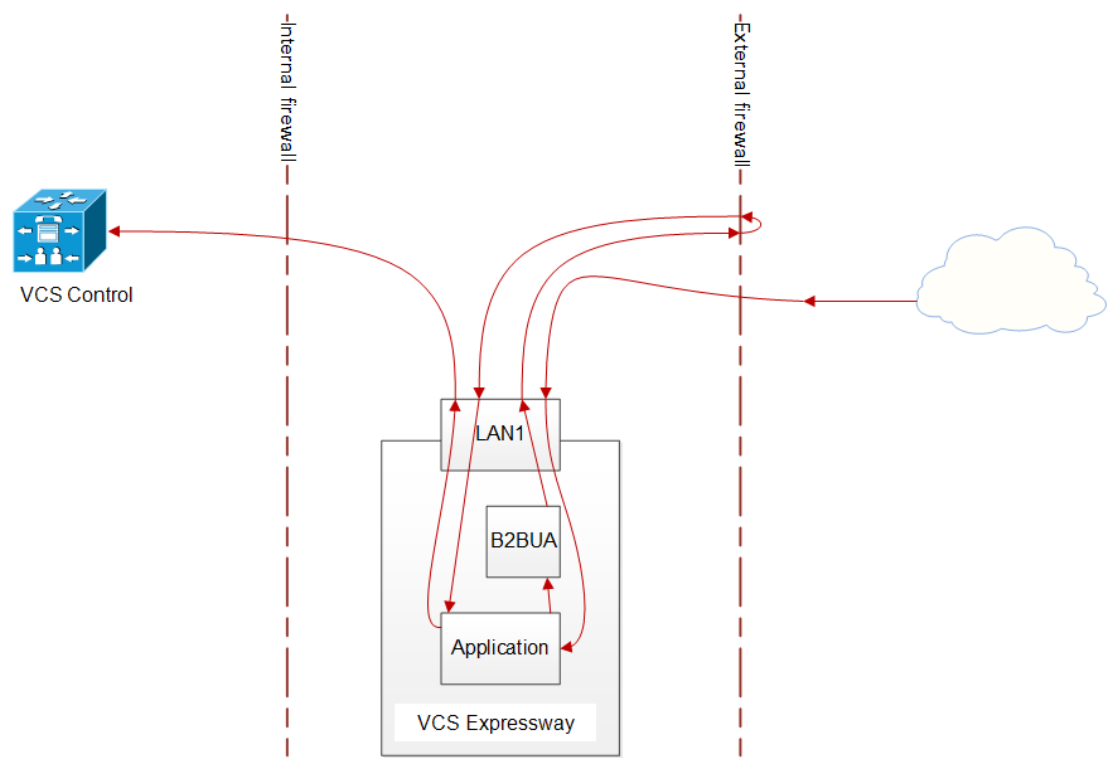 Internal firewall
External firewall
VCS Control
LAN1
B2BUA
Application
VCS Expressway